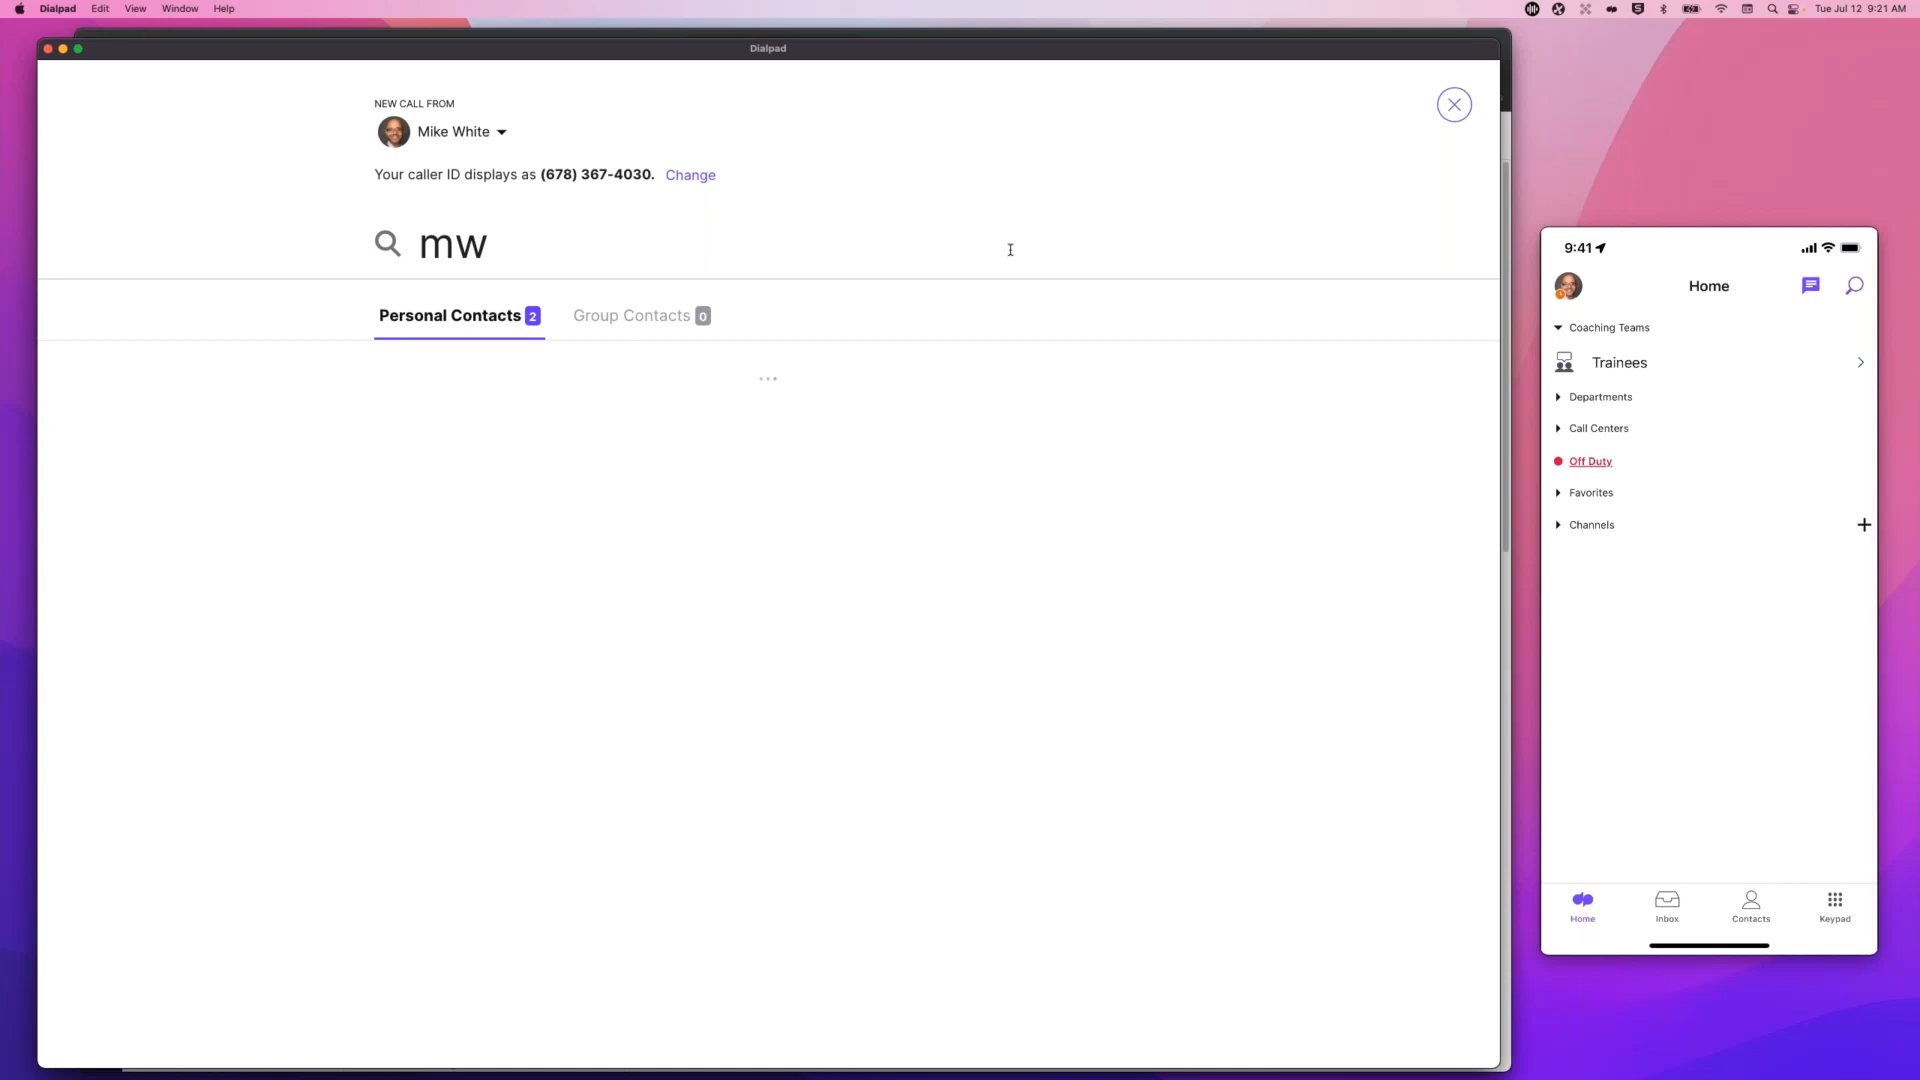 Dialpad Edit View Window Help
Tue Jul 12 9:21 AM
Dialpad
NEW CALL FROM
Mike White
Your caller ID displays as (678) 367-4030. Change
mw
Personal Contacts 2
Group Contacts 0
9:41
Home
Coaching Teams
Trainees
Departments
Call Centers
Off Duty
Favorites
Channels
Home
Inbox
Contacts
Keypad